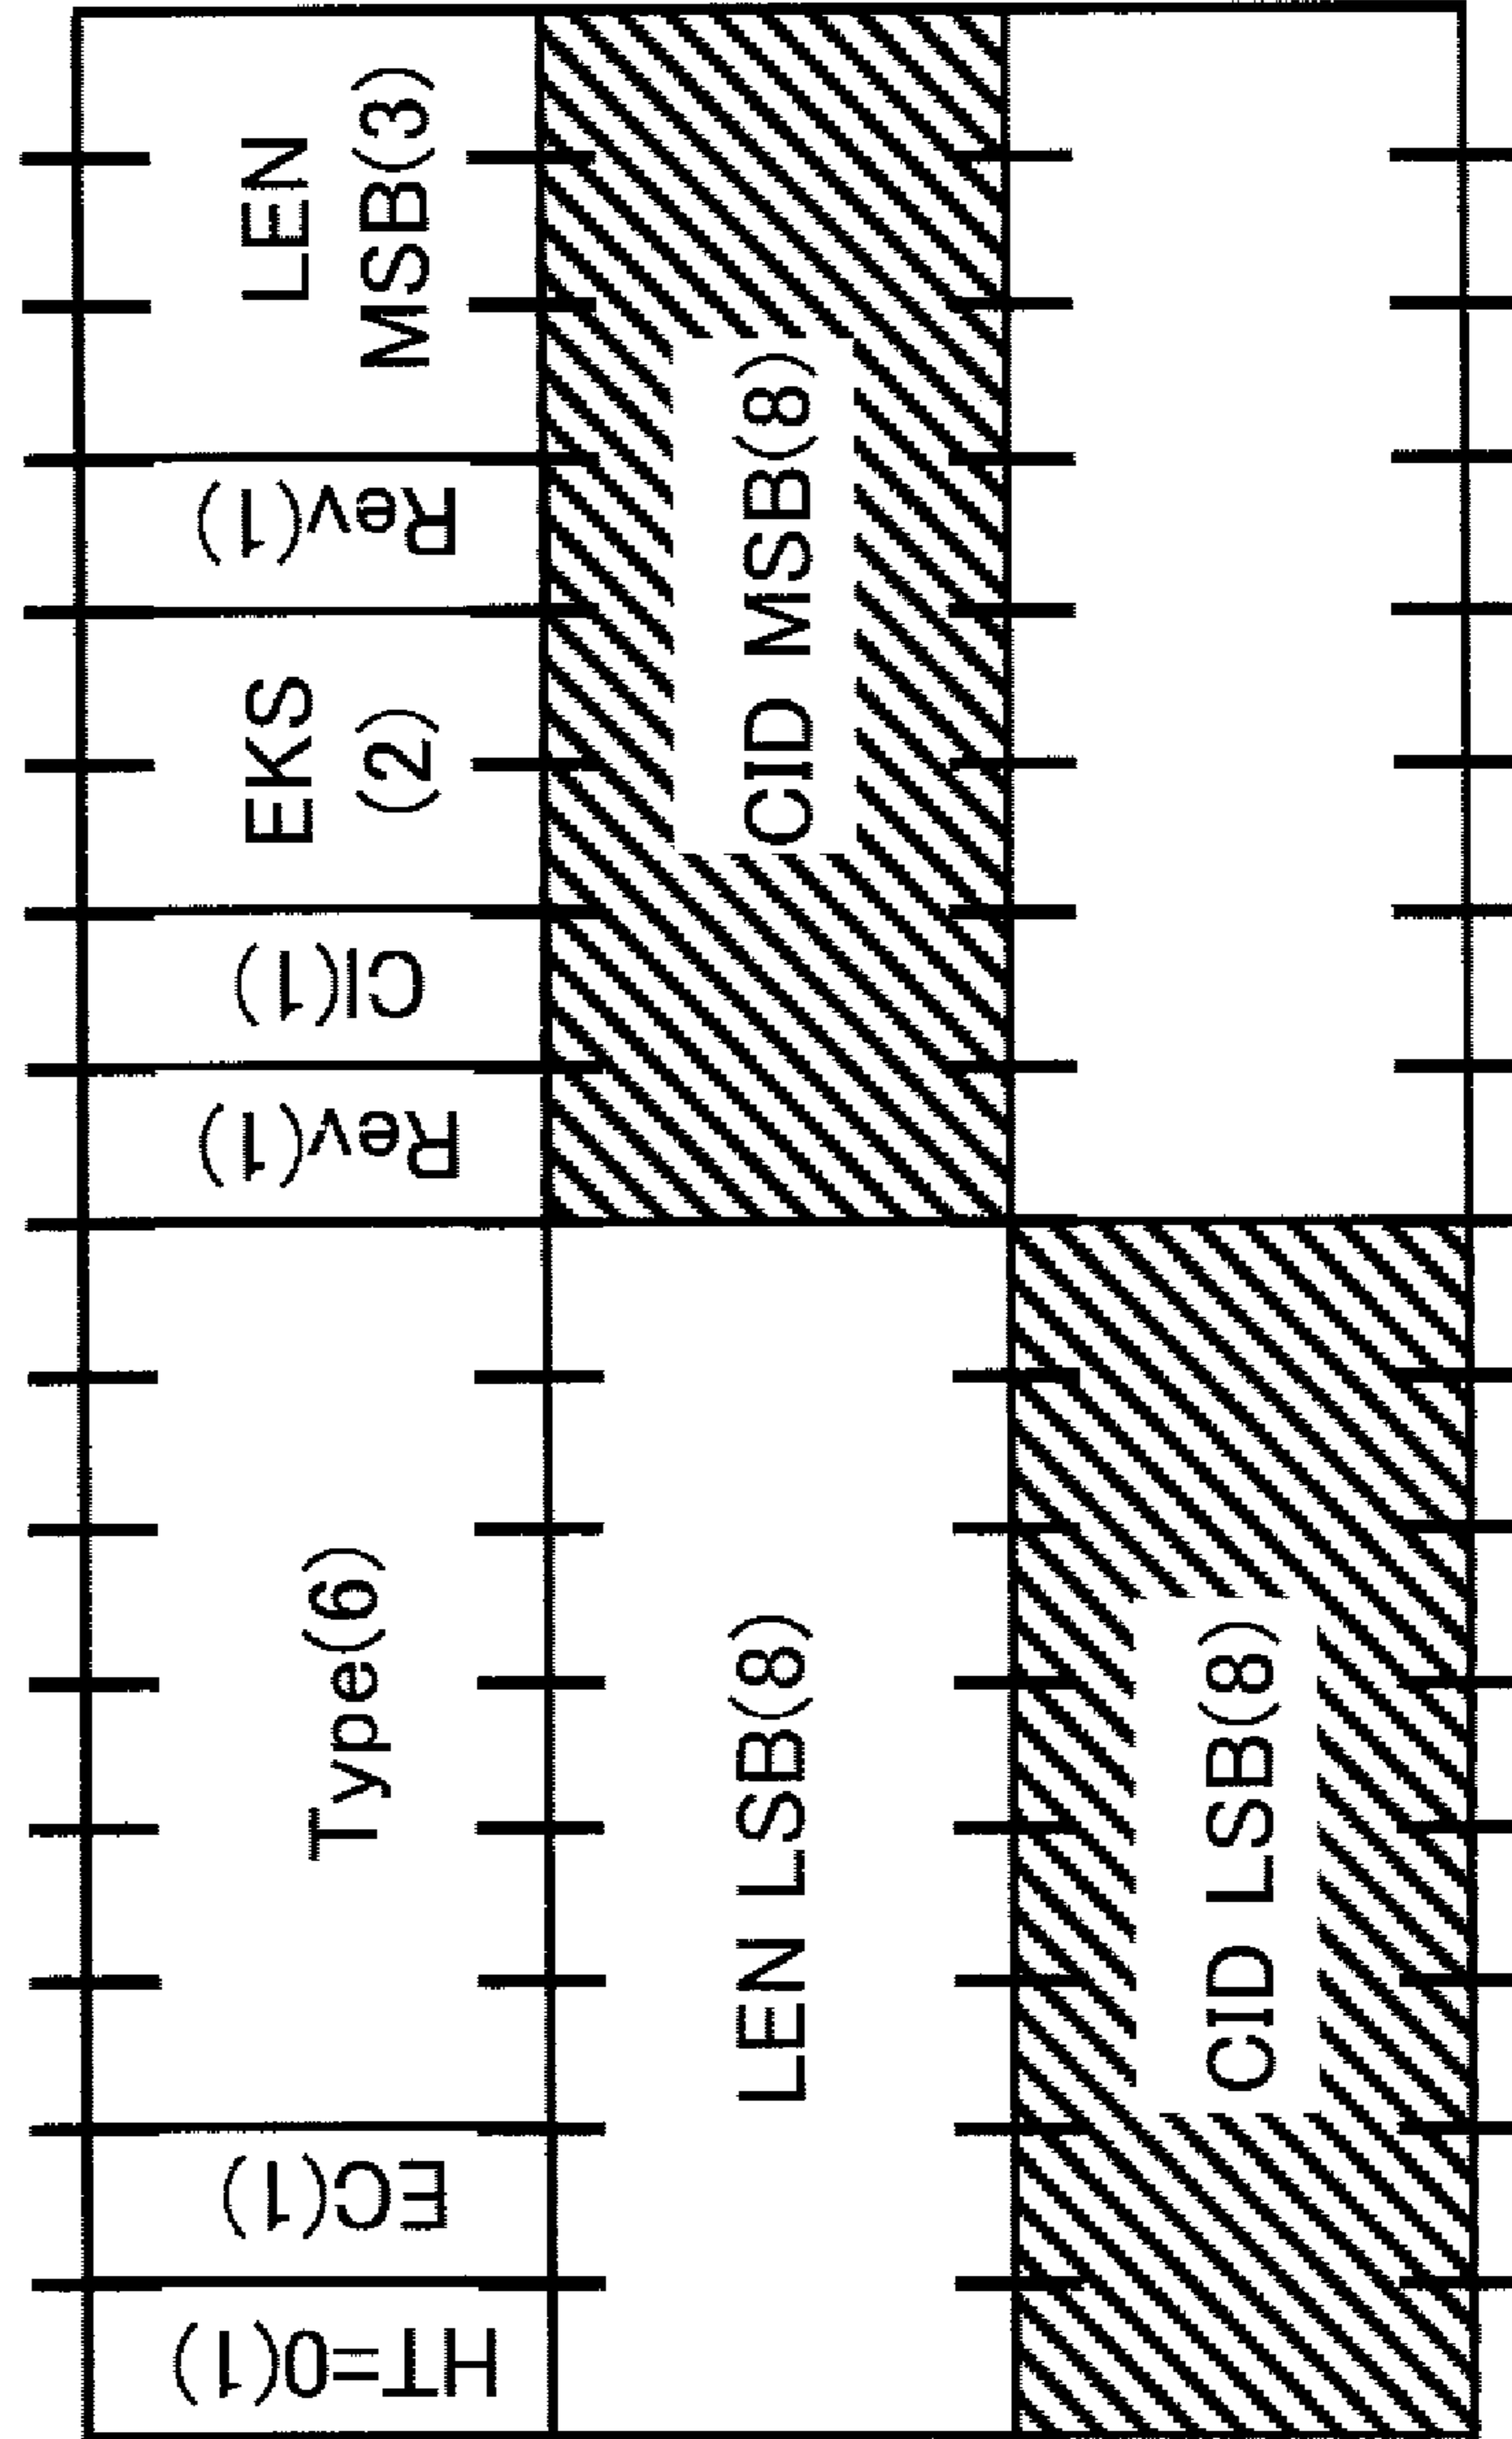 HT=0(1)
EC(1)
Type(6)
Rev(1)
CI(1)
EKS
(2)
Rev(1)
LEN
MSB(3)
LEN LSB(8)
CID MSB(8)
CID LSB(8)